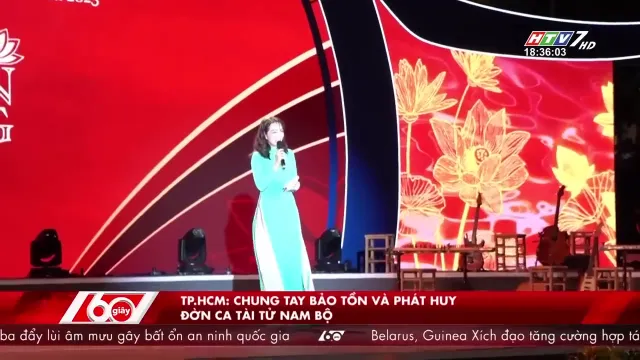 HTV7 HD
18:36:03
60 giây
TP.HCM: CHUNG TAY BẢO TỒN VÀ PHÁT HUY
ĐỜN CA TÀI TỬ NAM BỘ
ba đẩy lùi âm mưu gây bất ổn an ninh quốc gia
60 giây
Belarus, Guinea Xích đạo tăng cường hợp tá